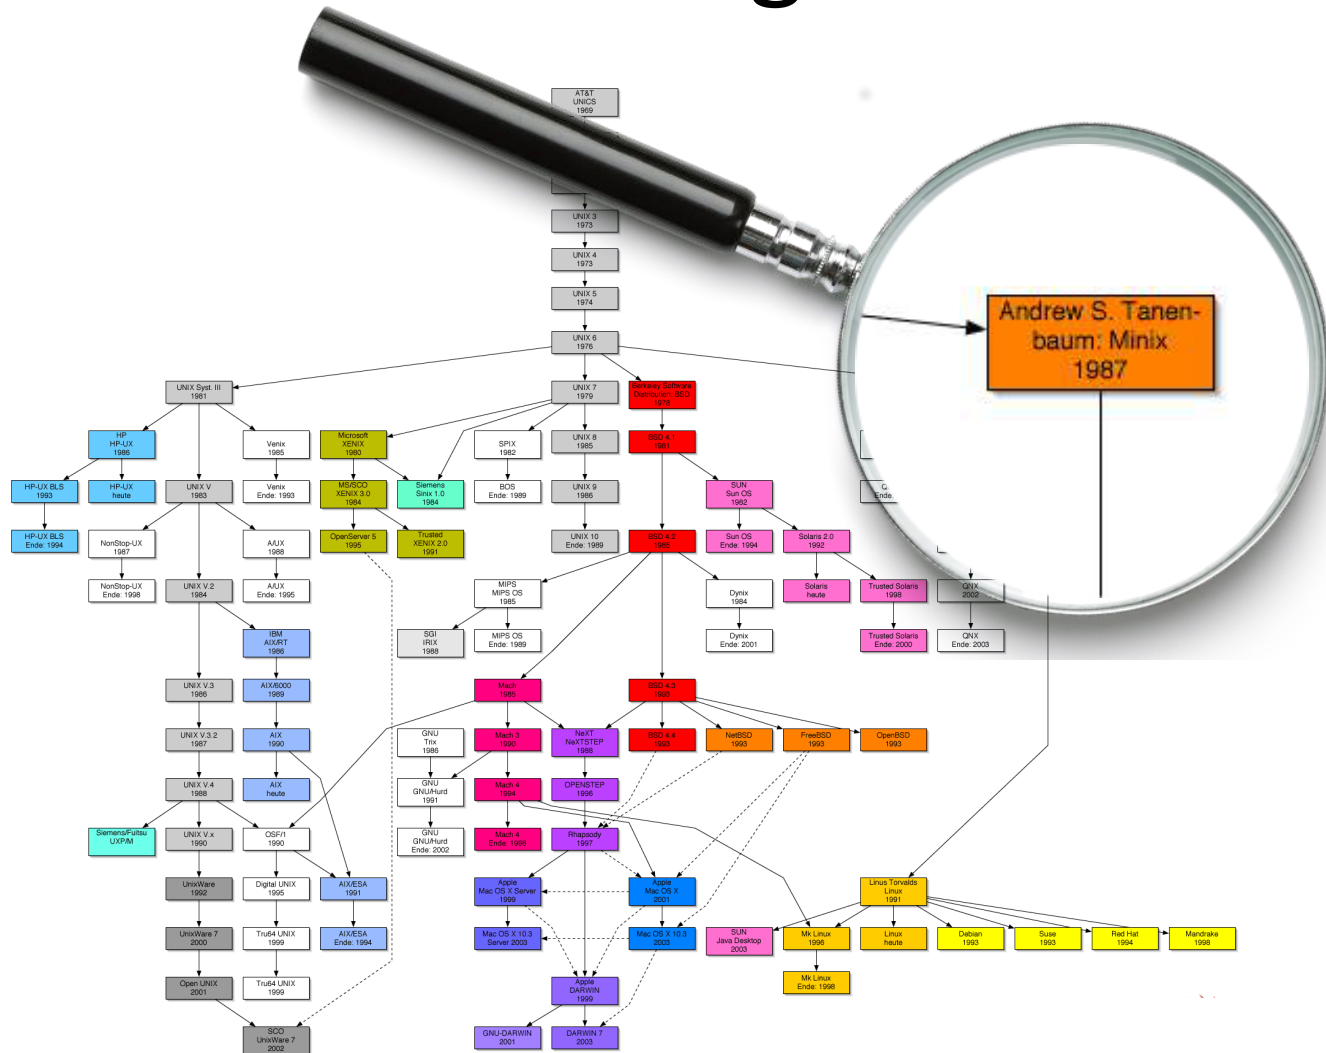 g
AT&T
UNICS
1969
UNIX 3
1973
UNIX 4
1973
UNIX 5
1974
UNIX 6
1976
Andrew S. Tanen-
baum: Minix
1987
UNIX Syst. III
1981
UNIX 7
1979
Berkeley Software
Distribution: BSD
1978
HP
HP-UX
1986
Venix
1985
Microsoft
XENIX
1980
SPIX
1982
UNIX 8
1985
BSD 4.1
1981
HP-UX BLS
1993
HP-UX
heute
UNIX V
1983
Venix
Ende: 1993
MS/SCO
XENIX 3.0
1984
Siemens
Sinix 1.0
1984
BOS
Ende: 1989
UNIX 9
1986
SUN
Sun OS
1982
Q
Ende:
HP-UX BLS
Ende: 1994
NonStop-UX
1987
A/UX
1988
OpenServer 5
1995
Trusted
XENIX 2.0
1991
UNIX 10
Ende: 1989
BSD 4.2
1985
Sun OS
Ende: 1994
Solaris 2.0
1992
NonStop-UX
Ende: 1998
UNIX V.2
1984
A/UX
Ende: 1995
MIPS
MIPS OS
1985
Dynix
1984
Solaris
heute
Trusted Solaris
1998
QNX
2002
IBM
AIX/RT
1986
SGI
IRIX
1988
MIPS OS
Ende: 1989
Dynix
Ende: 2001
Trusted Solaris
Ende: 2000
QNX
Ende: 2003
UNIX V.3
1986
AIX/6000
1989
Mach
1985
BSD 4.3
1993
UNIX V.3.2
1987
AIX
1990
GNU
Trix
1986
Mach 3
1990
NeXT
NeXTSTEP
1988
BSD 4.4
1993
NetBSD
1993
FreeBSD
1993
OpenBSD
1993
UNIX V.4
1988
AIX
heute
GNU
GNU/Hurd
1991
Mach 4
1994
OPENSTEP
1996
Siemens/Fuitsu
UXP/M
UNIX V.x
1990
OSF/1
1990
GNU
GNU/Hurd
Ende: 2002
Mach 4
Ende: 1996
Rhapsody
1997
UnixWare
1992
Digital UNIX
1995
AIX/ESA
1991
Apple
Mac OS X Server
1999
Apple
Mac OS X
2001
Linus Torvalds
Linux
1991
UnixWare 7
2000
Tru64 UNIX
1999
AIX/ESA
Ende: 1994
Mac OS X 10.3
Server 2003
Mac OS X 10.3
2003
SUN
Java Desktop
2003
Mk Linux
1996
Linux
heute
Debian
1993
Suse
1993
Red Hat
1994
Mandrake
1998
Open UNIX
2001
Tru64 UNIX
1999
Apple
DARWIN
1999
Mk Linux
Ende: 1998
SCO
UnixWare 7
2002
GNU-DARWIN
2001
DARWIN 7
2003